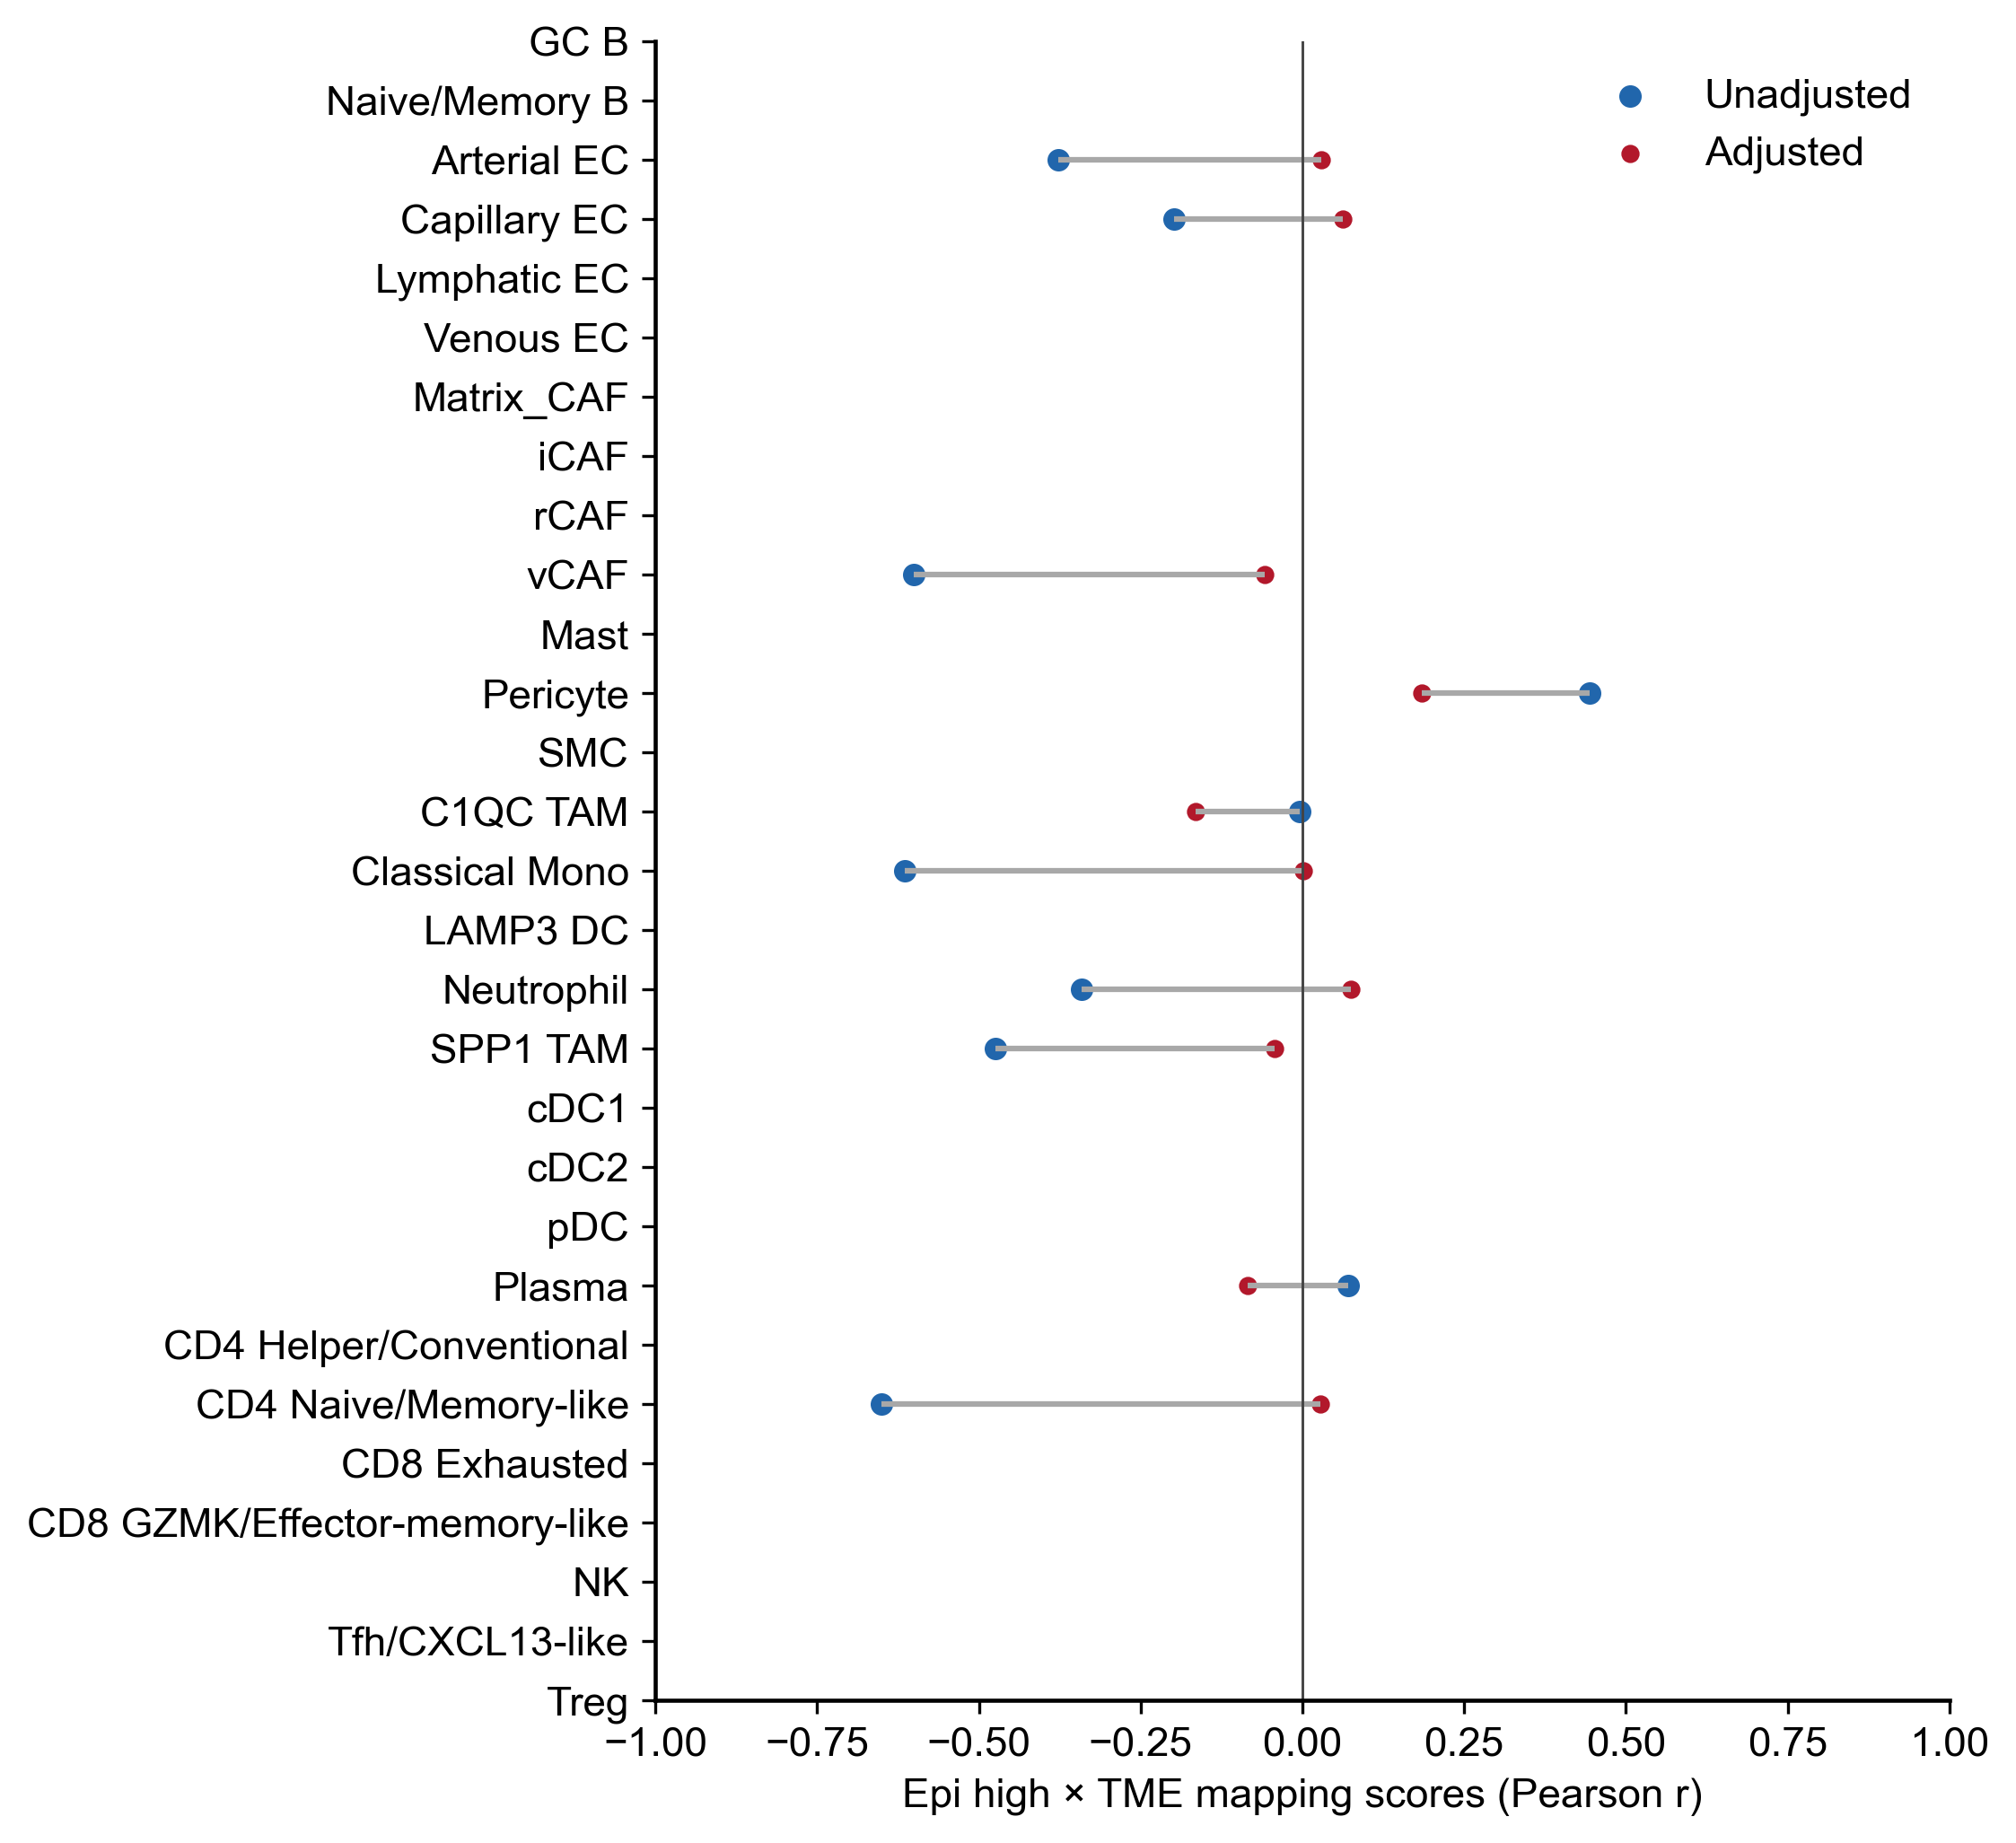 GC B
Naive/Memory B
Arterial EC
Capillary EC
Lymphatic EC
Venous EC
Matrix_CAF
iCAF
rCAF
vCAF
Mast
Pericyte
SMC
C1QC TAM
Classical Mono
LAMP3 DC
Neutrophil
SPP1 TAM
cDC1
cDC2
pDC
Plasma
CD4 Helper/Conventional
CD4 Naive/Memory-like
CD8 Exhausted
CD8 GZMK/Effector-memory-like
NK
Tfh/CXCL13-like
Treg
Unadjusted
Adjusted
−1.00 −0.75 −0.50 −0.25 0.00 0.25 0.50 0.75 1.00
Epi high × TME mapping scores (Pearson r)